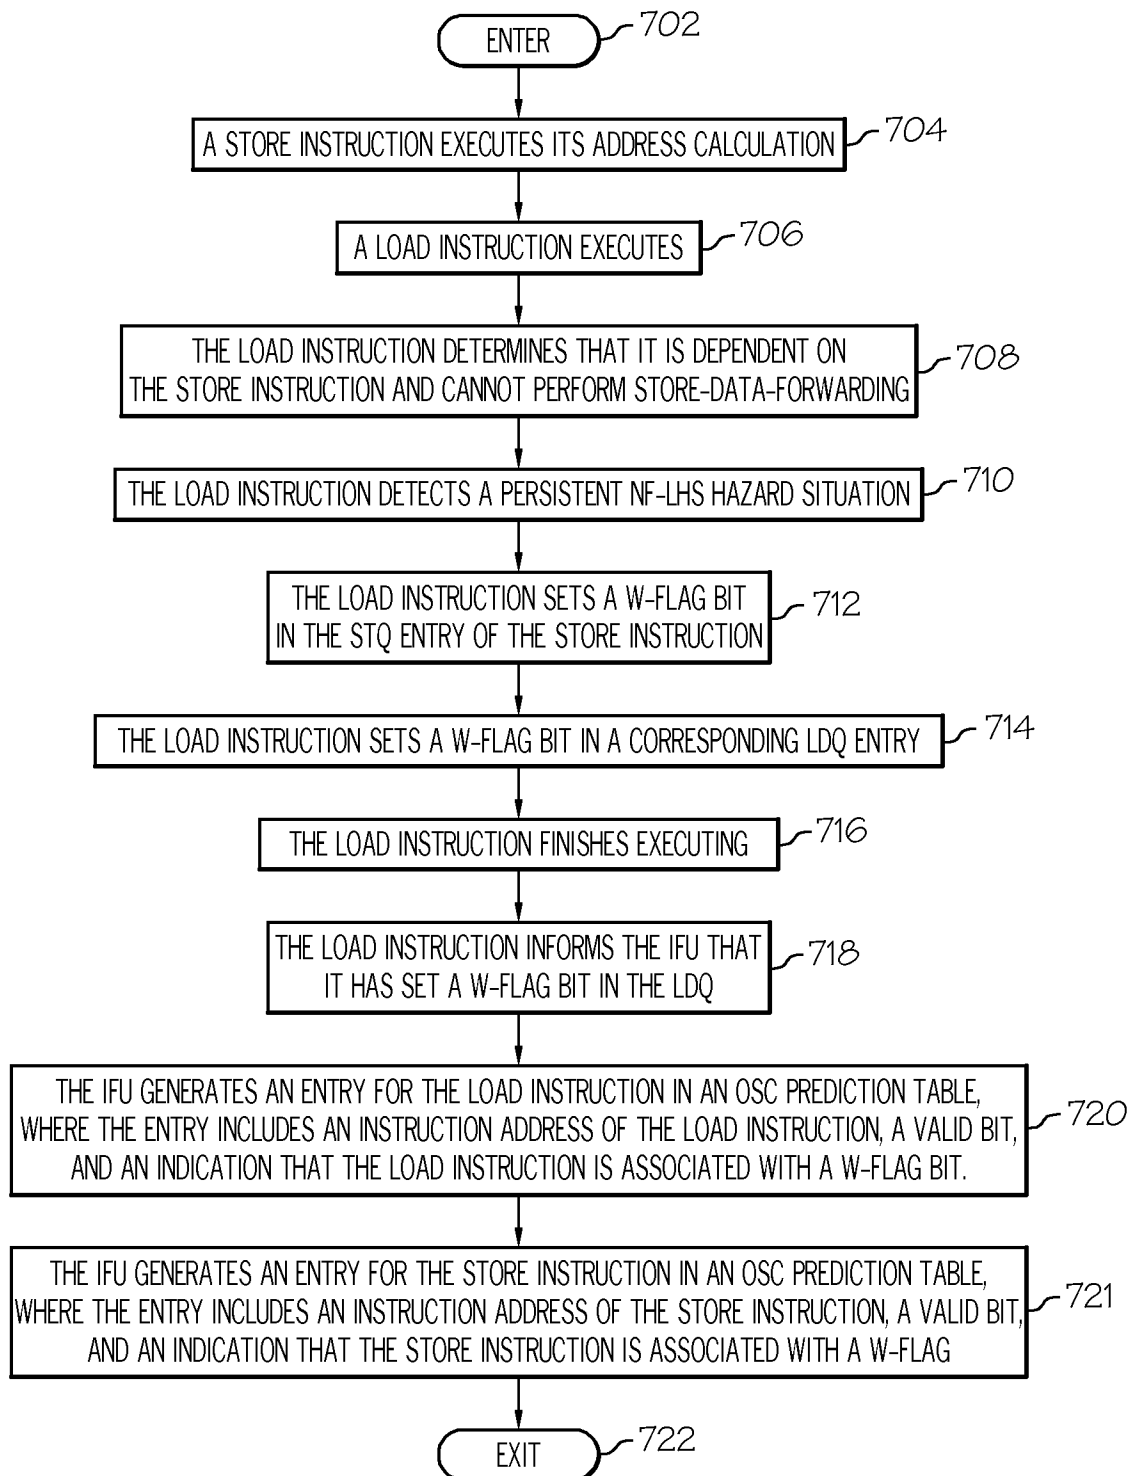 ENTER
702
A STORE INSTRUCTION EXECUTES ITS ADDRESS CALCULATION
704
A LOAD INSTRUCTION EXECUTES
706
THE LOAD INSTRUCTION DETERMINES THAT IT IS DEPENDENT ON
THE STORE INSTRUCTION AND CANNOT PERFORM STORE-DATA-FORWARDING
708
THE LOAD INSTRUCTION DETECTS A PERSISTENT NF-LHS HAZARD SITUATION
710
THE LOAD INSTRUCTION SETS A W-FLAG BIT
IN THE STQ ENTRY OF THE STORE INSTRUCTION
712
THE LOAD INSTRUCTION SETS A W-FLAG BIT IN A CORRESPONDING LDQ ENTRY
714
THE LOAD INSTRUCTION FINISHES EXECUTING
716
THE LOAD INSTRUCTION INFORMS THE IFU THAT
IT HAS SET A W-FLAG BIT IN THE LDQ
718
THE IFU GENERATES AN ENTRY FOR THE LOAD INSTRUCTION IN AN OSC PREDICTION TABLE,
WHERE THE ENTRY INCLUDES AN INSTRUCTION ADDRESS OF THE LOAD INSTRUCTION, A VALID BIT,
AND AN INDICATION THAT THE LOAD INSTRUCTION IS ASSOCIATED WITH A W-FLAG BIT.
720
THE IFU GENERATES AN ENTRY FOR THE STORE INSTRUCTION IN AN OSC PREDICTION TABLE,
WHERE THE ENTRY INCLUDES AN INSTRUCTION ADDRESS OF THE STORE INSTRUCTION, A VALID BIT,
AND AN INDICATION THAT THE STORE INSTRUCTION IS ASSOCIATED WITH A W-FLAG
721
EXIT
722